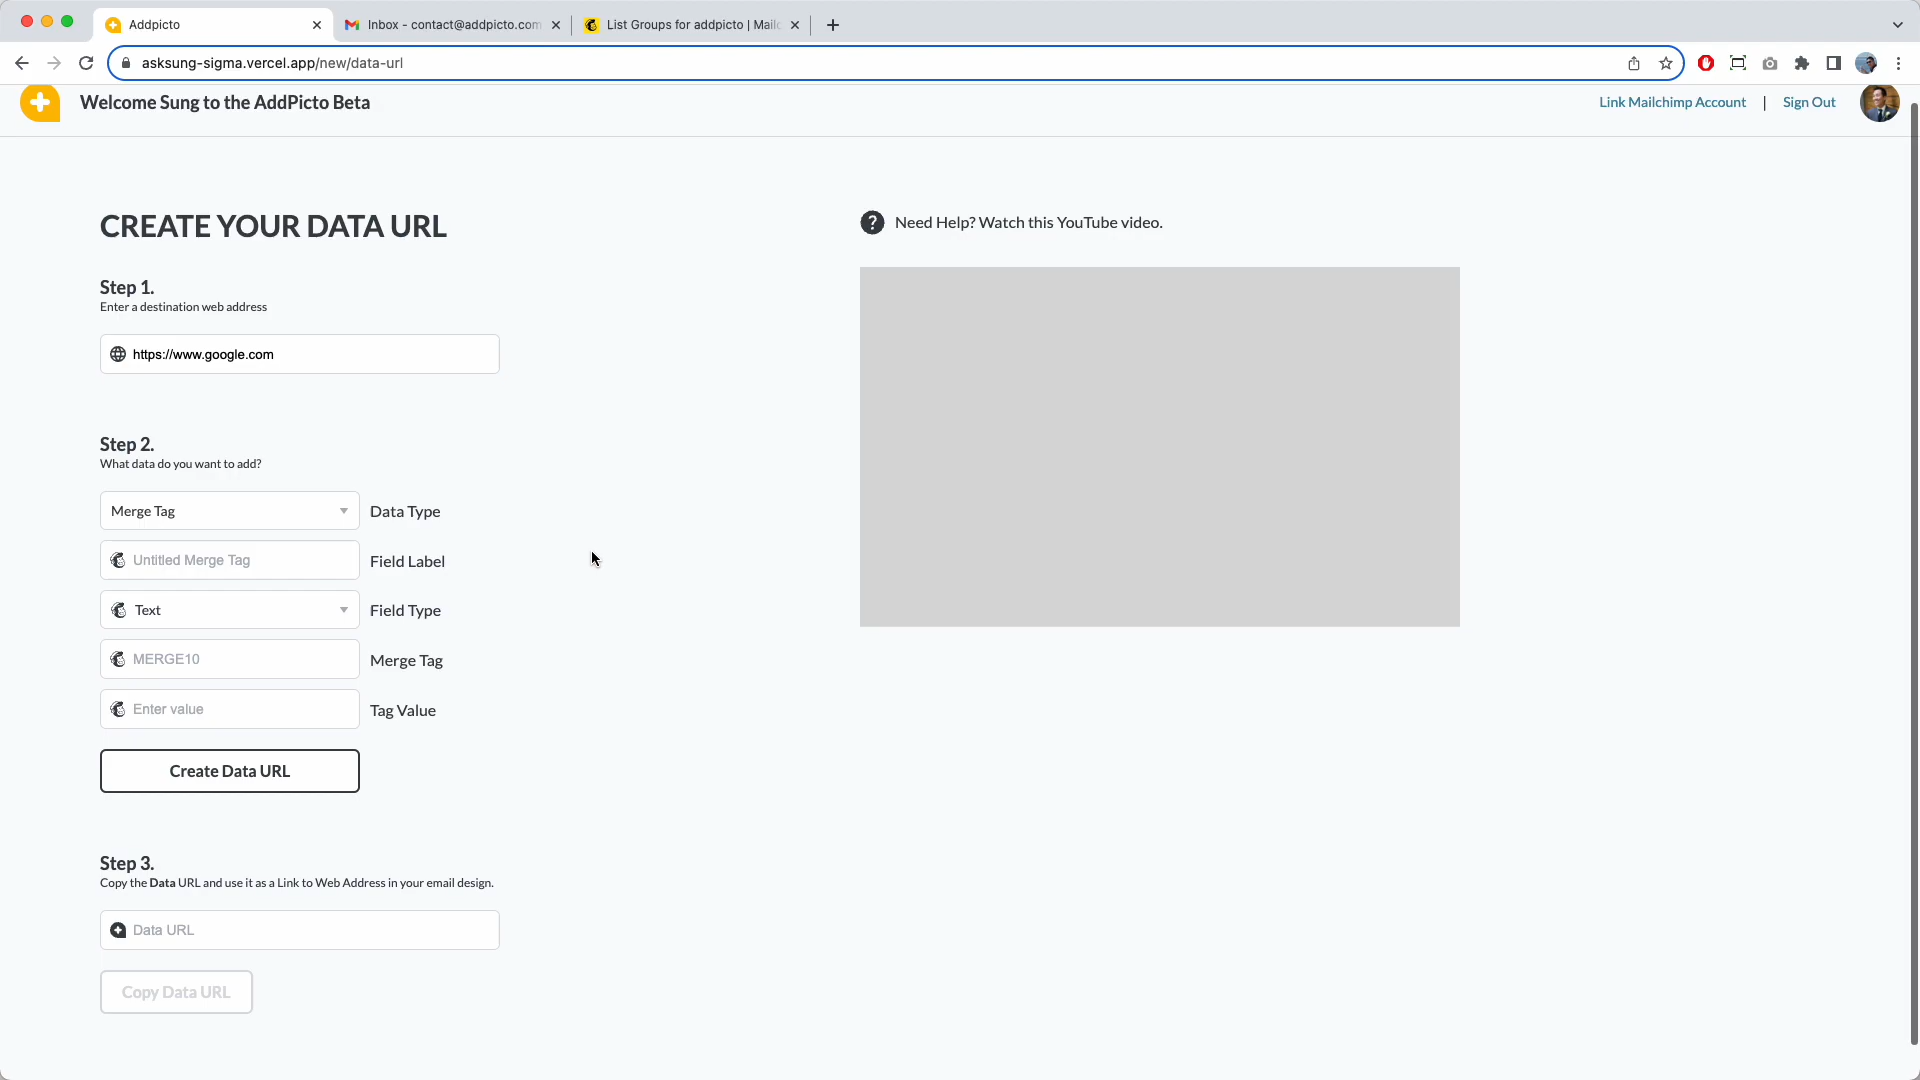 Addpicto
Inbox - contact@addpicto.com
List Groups for addpicto | Mailc
asksung-sigma.vercel.app/new/data-url
Welcome Sung to the AddPicto Beta
Link Mailchimp Account | Sign Out
CREATE YOUR DATA URL
? Need Help? Watch this YouTube video.
Step 1.
Enter a destination web address
https://www.google.com
Step 2.
What data do you want to add?
Merge Tag Data Type
Untitled Merge Tag Field Label
Text Field Type
MERGE10 Merge Tag
Enter value Tag Value
Create Data URL
Step 3.
Copy the Data URL and use it as a Link to Web Address in your email design.
Data URL
Copy Data URL